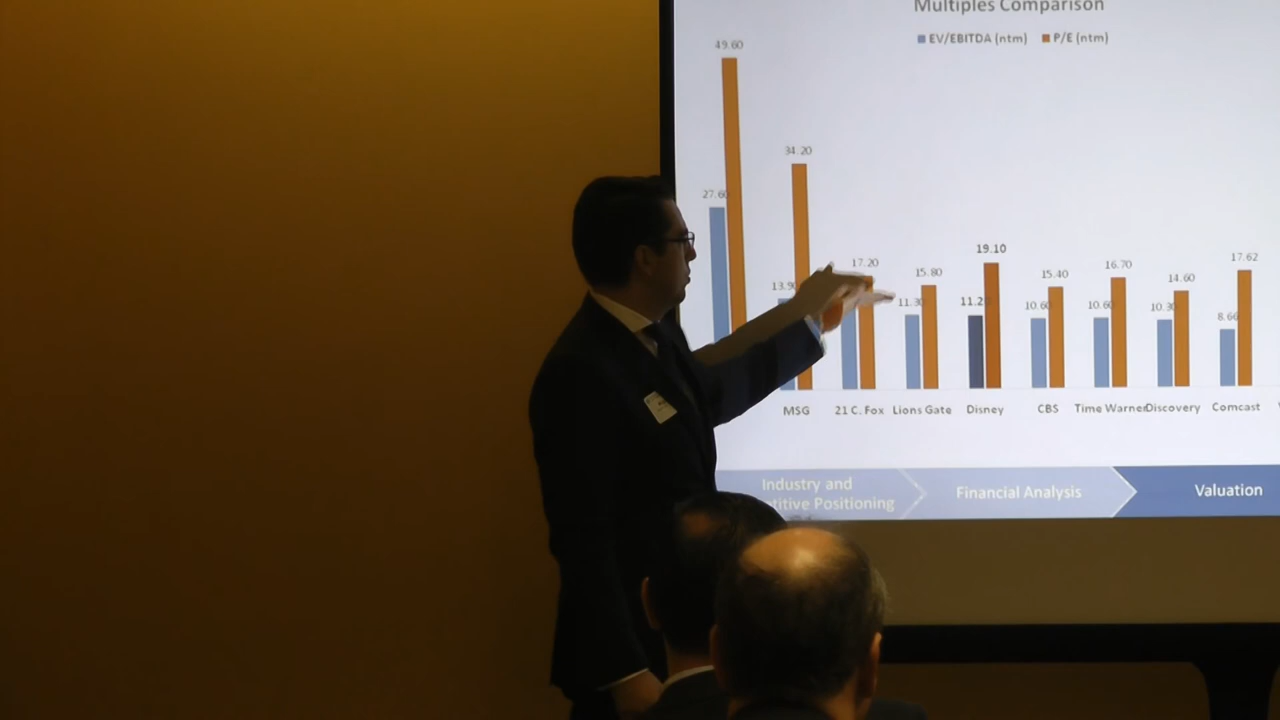 Multiples Comparison
EV/EBITDA (ntm) P/E (ntm)
49.60
34.20
27.60
19.10
17.20
17.62
15.80
15.40
16.70
14.60
13.90
11.30
11.20
10.60
10.60
10.30
8.66
MSG 21 C. Fox Lions Gate Disney CBS Time Warner Discovery Comcast
Industry and
titive Positioning
Financial Analysis
Valuation